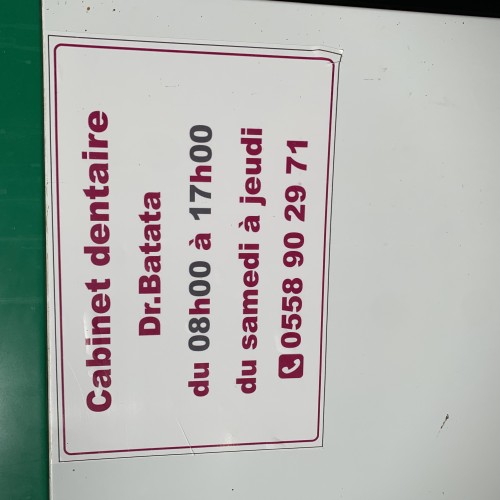 Cabinet dentaire
Dr.Batata
du 08h00 à 17h00
du samedi à jeudi
0558 90 29 71